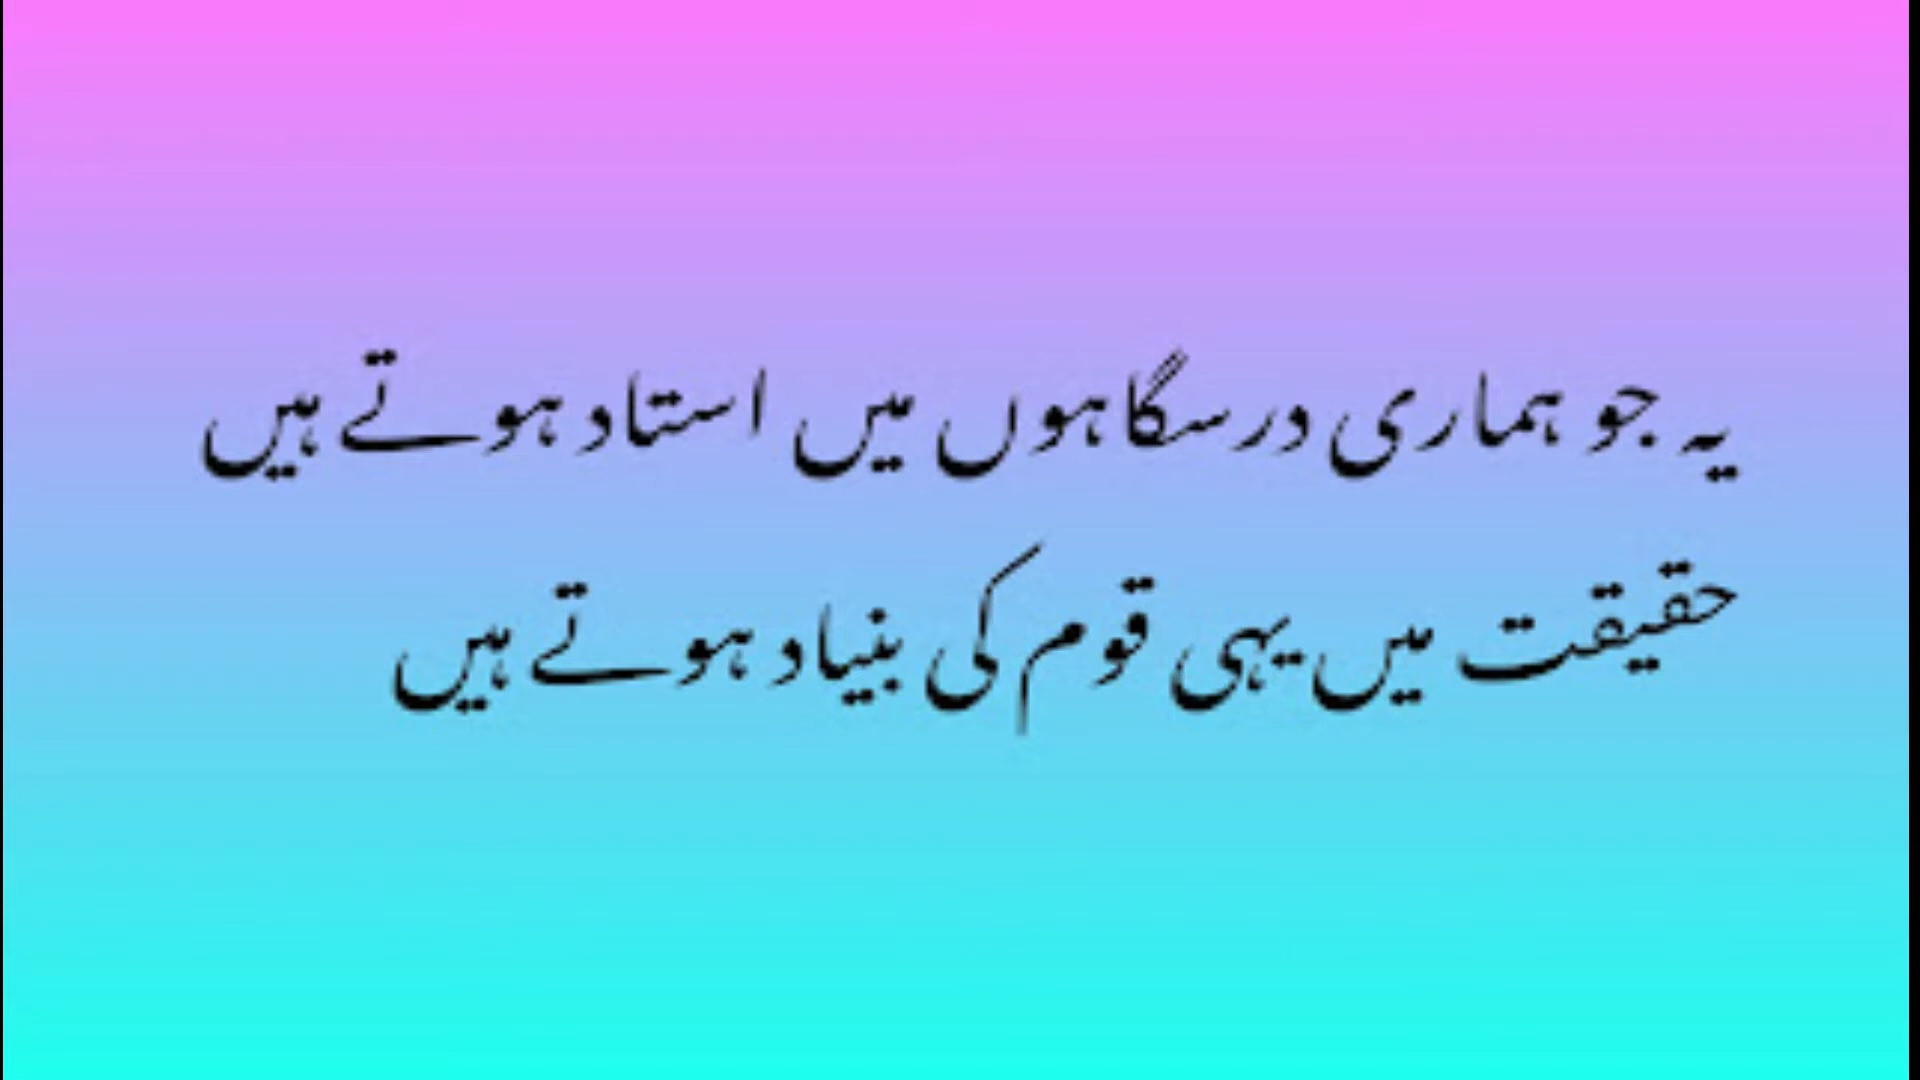 یہ جو ہماری درسگاہوں میں استاد ہوتے ہیں
حقیقت میں یہی قوم کی بنیاد ہوتے ہیں